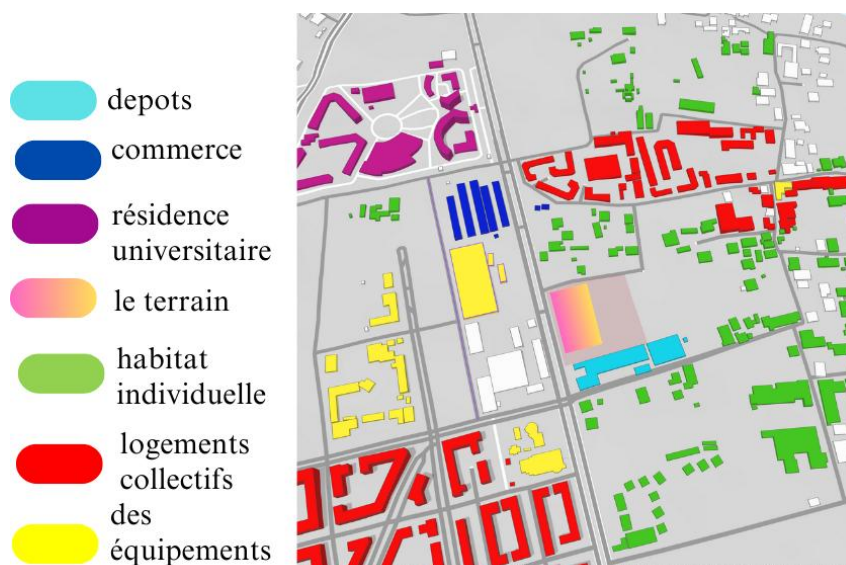 depots
commerce
résidence
universitaire
le terrain
habitat
individuelle
logements
collectifs
des
équipements